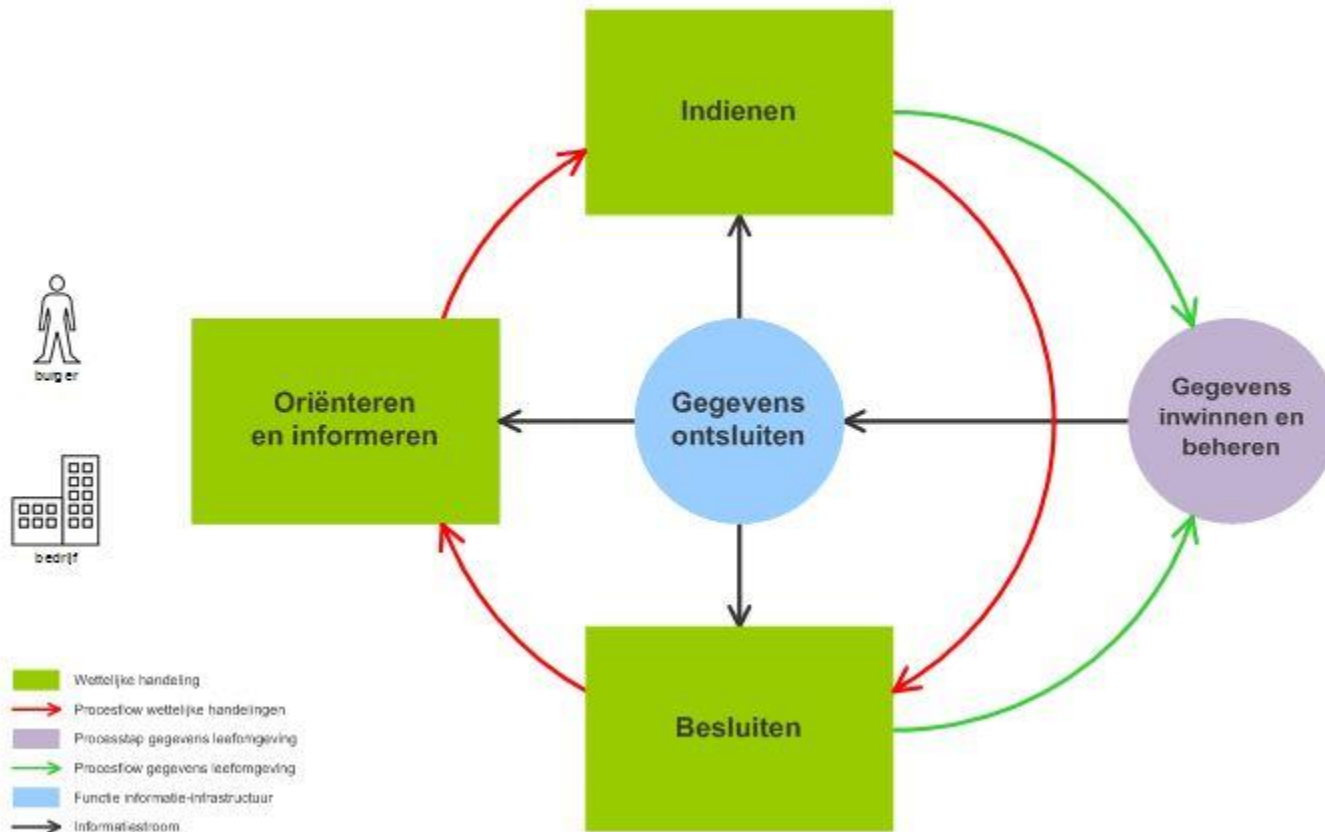 Indienen
burger
Oriënteren
en informeren
Gegevens
ontsluiten
Gegevens
inwinnen en
beheren
bedrijf
Besluiten
Wettelijke handeling
Procesflow wettelijke handelingen
Processtap gegevens leefomgeving
Procesflow gegevens leefomgeving
Functie informatie-infrastructuur
Informatiestroom